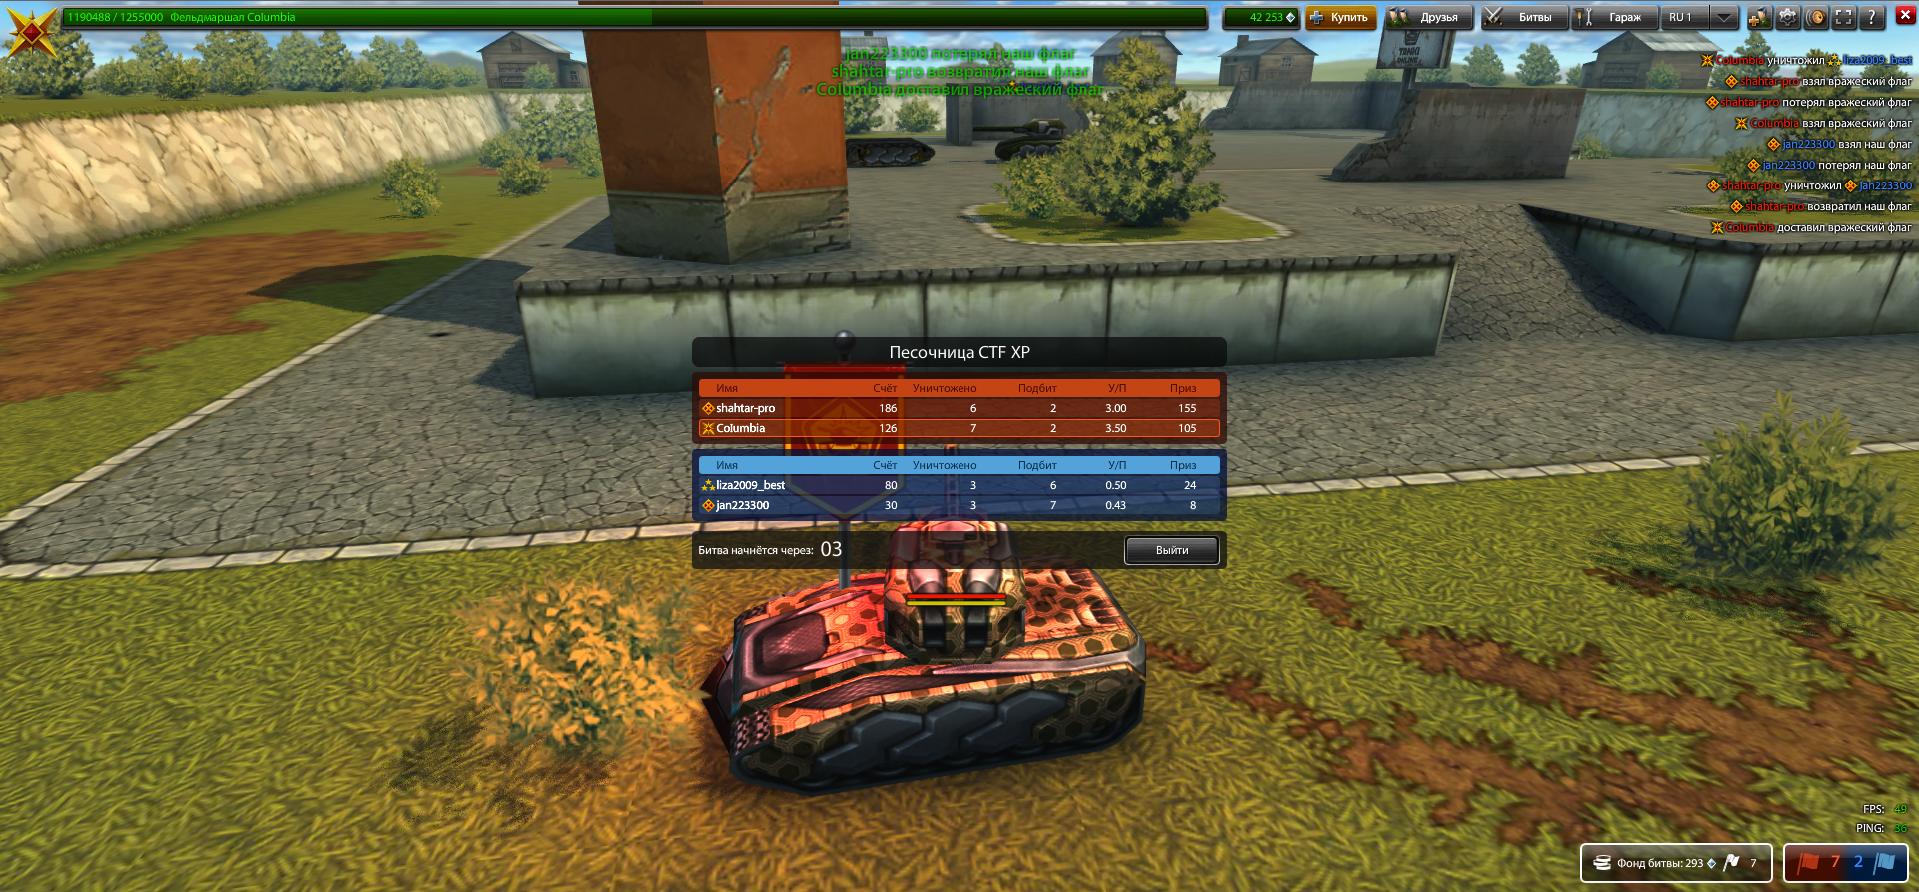 1190488 / 1255000 Фельдмаршал Columbia
42 253
Купить
Друзья
Битвы
Гараж
RU 1
?
TANKI ONLINE
jan223300 потерял наш флаг
shahtar-pro возвратил наш флаг
Columbia доставил вражеский флаг
Columbia уничтожил liza2009_best
shahtar-pro взял вражеский флаг
shahtar-pro потерял вражеский флаг
Columbia взял вражеский флаг
jan223300 взял наш флаг
jan223300 потерял наш флаг
shahtar-pro уничтожил jan223300
shahtar-pro возвратил наш флаг
Columbia доставил вражеский флаг
Песочница CTF XP
Имя Счёт Уничтожено Подбит У/П Приз
shahtar-pro 186 6 2 3.00 155
Columbia 126 7 2 3.50 105
Имя Счёт Уничтожено Подбит У/П Приз
liza2009_best 80 3 6 0.50 24
jan223300 30 3 7 0.43 8
Битва начнётся через: 03
Выйти
FPS: 49
PING: 36
Фонд битвы: 293 7
7 2